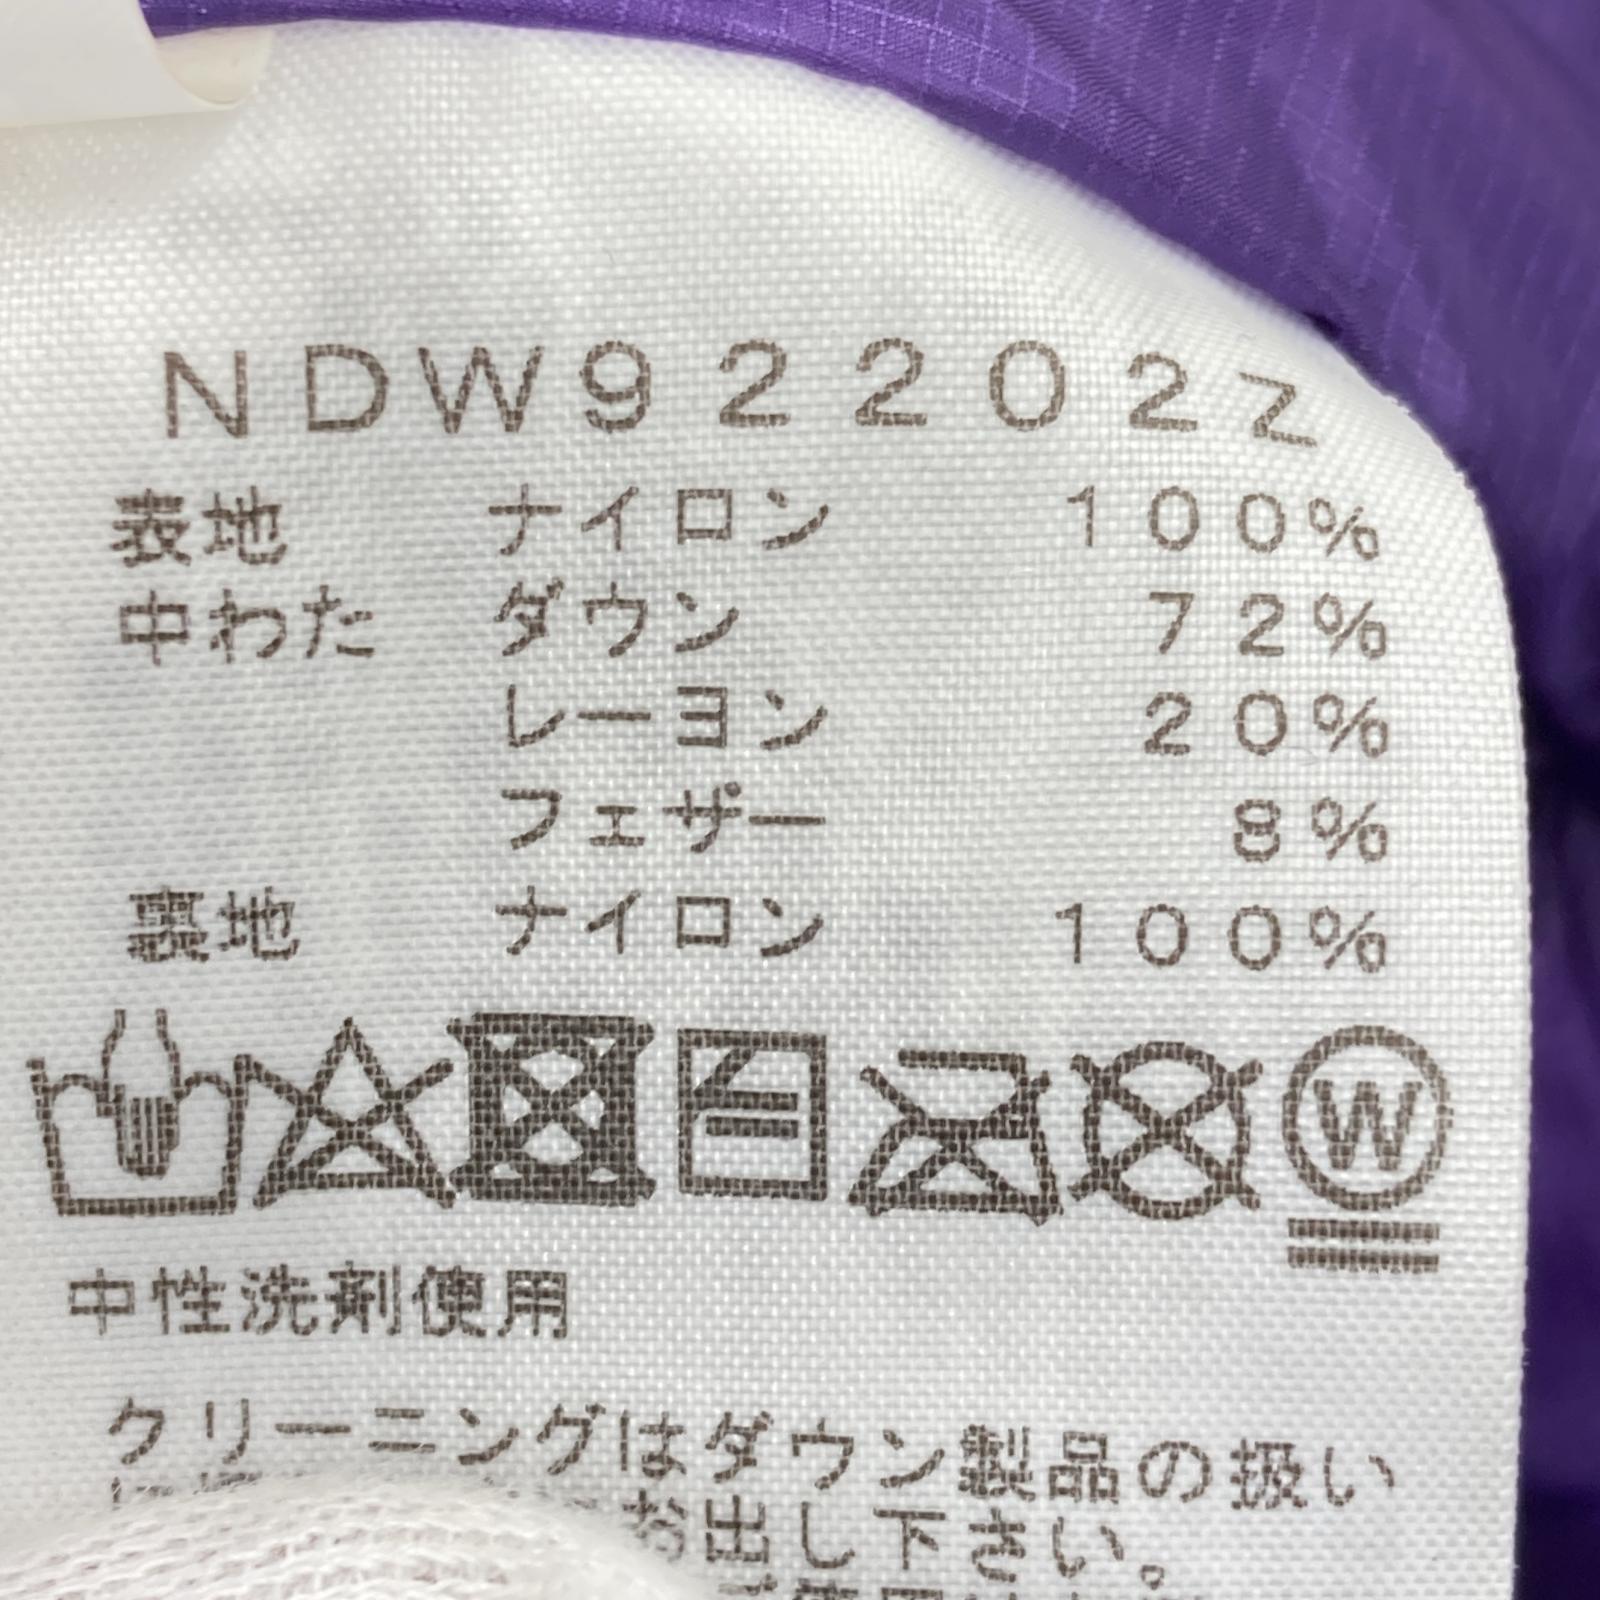 NDW92202Z
表地 ナイロン 100%
中わた ダウン 72%
レーヨン 20%
フェザー 8%
裏地 ナイロン 100%
W
中性洗剤使用
クリーニングはダウン製品の扱い
お出し下さい。